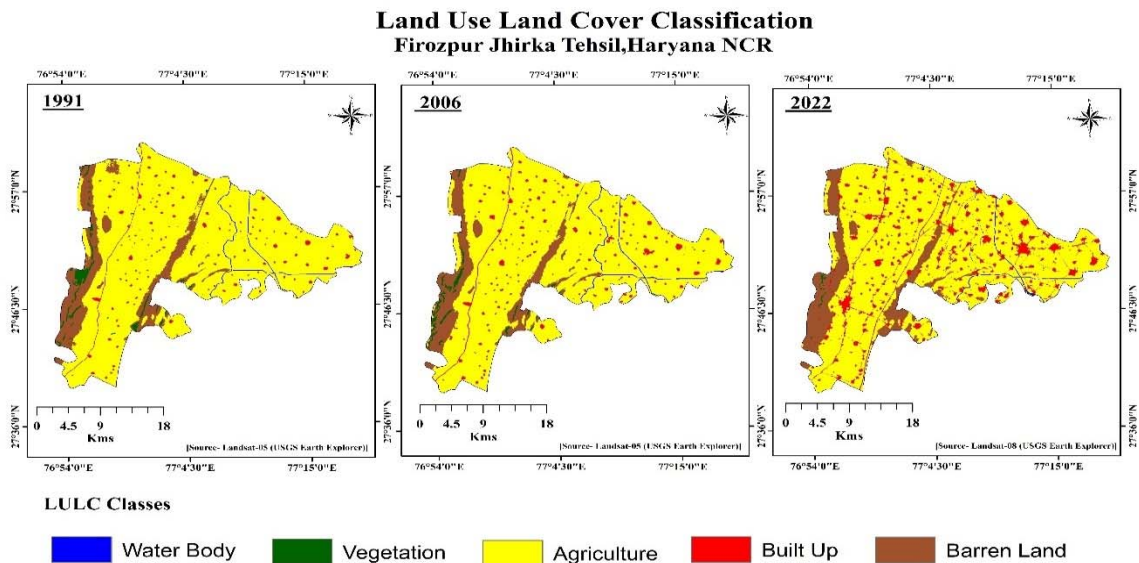 Land Use Land Cover Classification
Firozpur Jhirka Tehsil,Haryana NCR
76°54'0"E 77°4'30"E 77°15'0"E
76°54'0"E 77°4'30"E 77°15'0"E
76°54'0"E 77°4'30"E 77°15'0"E
1991
2006
2022
27°57'0"N
27°46'30"N
27°36'0"N
27°57'0"N
27°46'30"N
27°36'0"N
27°57'0"N
27°46'30"N
27°36'0"N
27°57'0"N
27°46'30"N
27°36'0"N
0 4.5 9 18
Kms
0 4.5 9 18
Kms
0 4.5 9 18
Kms
[Source- Landsat-05 (USGS Earth Explorer)]
[Source- Landsat-05 (USGS Earth Explorer)]
[Source- Landsat-08 (USGS Earth Explorer)]
76°54'0"E 77°4'30"E 77°15'0"E
76°54'0"E 77°4'30"E 77°15'0"E
76°54'0"E 77°4'30"E 77°15'0"E
LULC Classes
Water Body
Vegetation
Agriculture
Built Up
Barren Land